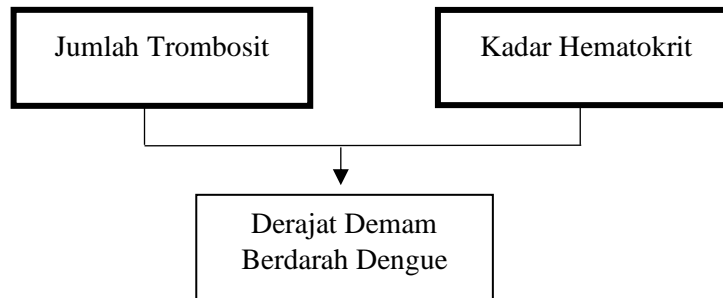 Jumlah Trombosit
Kadar Hematokrit
Derajat Demam
Berdarah Dengue